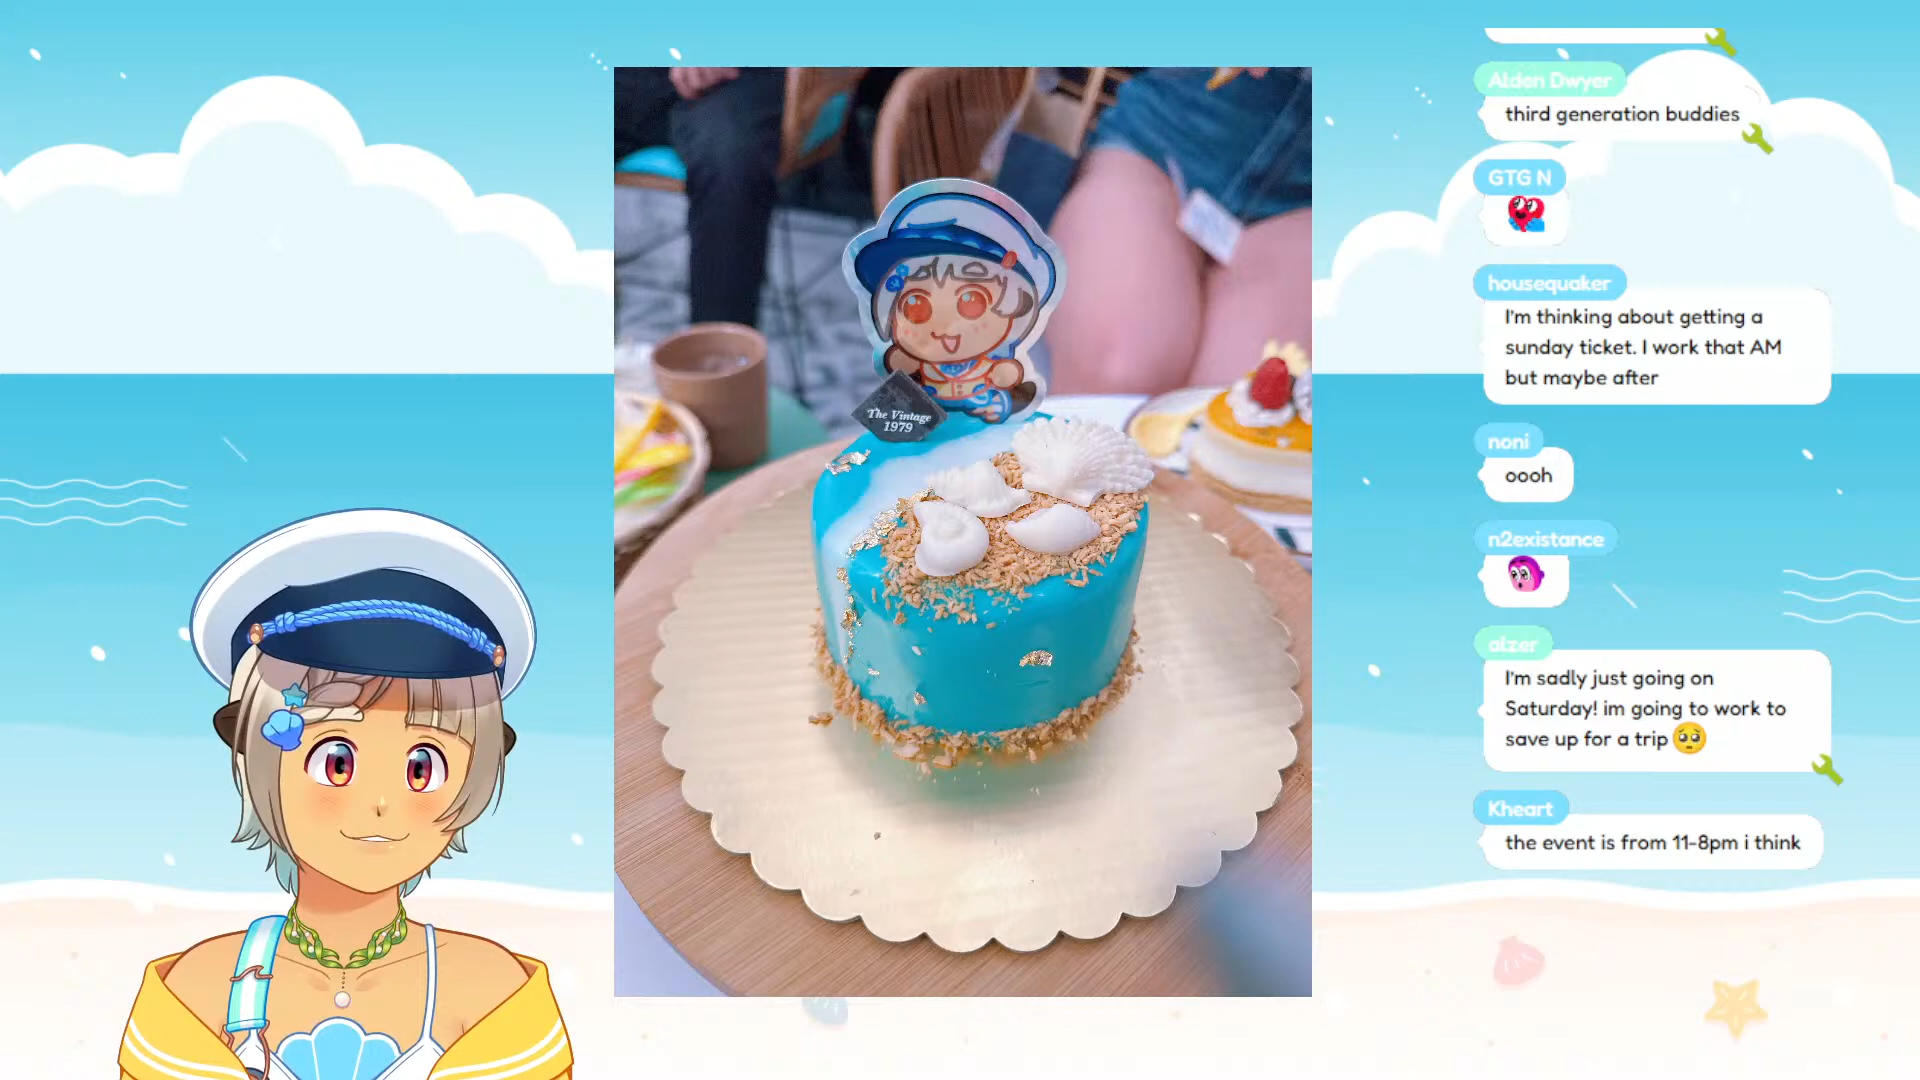 The Vintage
1979
Alden Dwyer
third generation buddies
GTG N
housequaker
I'm thinking about getting a
sunday ticket. I work that AM
but maybe after
noni
oooh
n2existance
alzer
I'm sadly just going on
Saturday! im going to work to
save up for a trip
Kheart
the event is from 11-8pm i think